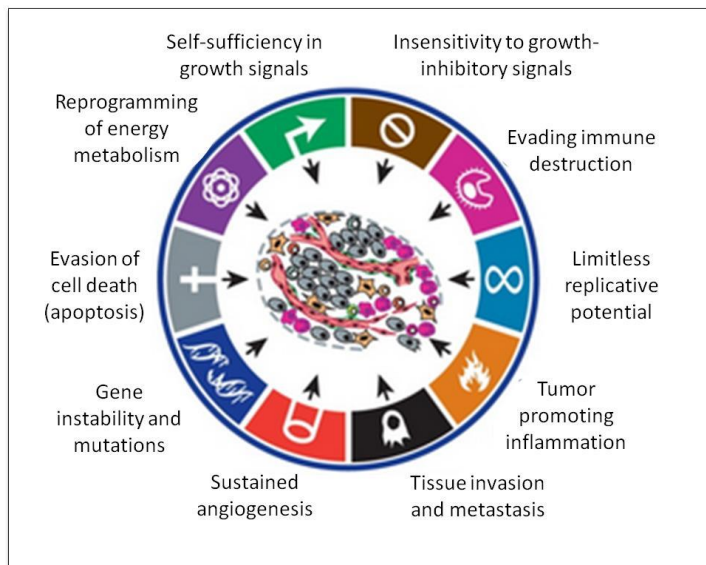 Self-sufficiency in
growth signals
Insensitivity to growth-
inhibitory signals
Reprogramming
of energy
metabolism
Evading immune
destruction
Evasion of
cell death
(apoptosis)
Limitless
replicative
potential
Gene
instability and
mutations
Tumor
promoting
inflammation
Sustained
angiogenesis
Tissue invasion
and metastasis